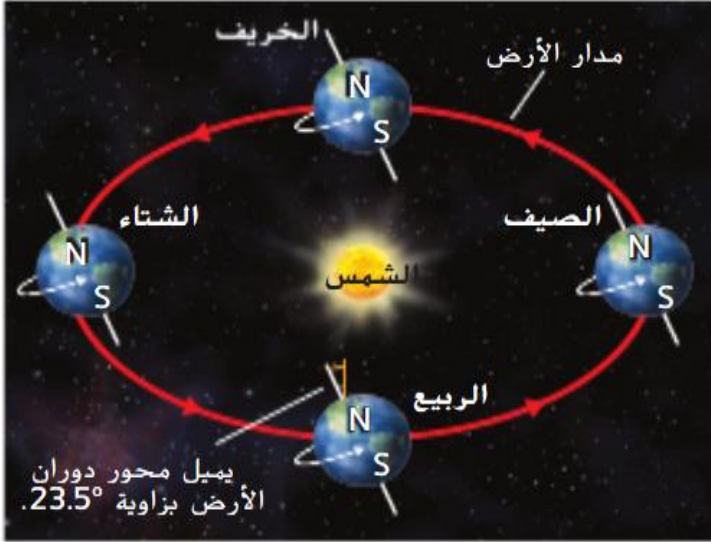 الخريف
مدار الأرض
N
S
الصيف
N
S
الشتاء
N
S
الشمس
الربيع
N
S
يميل محور دوران
الأرض بزاوية 23.5°.